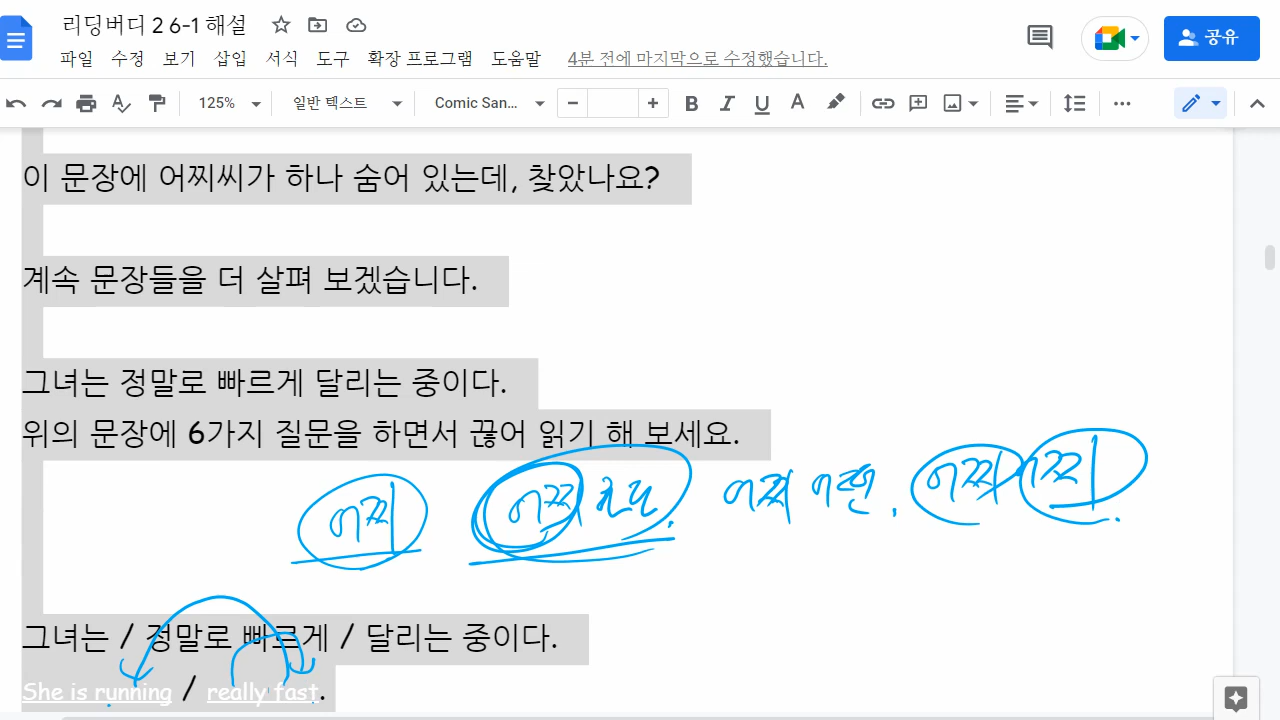 리딩버디 2 6-1 해설
파일 수정 보기 삽입 서식 도구 확장 프로그램 도움말 4분 전에 마지막으로 수정했습니다.
공유
125% 일반 텍스트 Comic San...
이 문장에 어찌씨가 하나 숨어 있는데, 찾았나요?
계속 문장들을 더 살펴 보겠습니다.
그녀는 정말로 빠르게 달리는 중이다.
위의 문장에 6가지 질문을 하면서 끊어 읽기 해 보세요.
어찌 어찌 어찌 어떤, 어찌 어찌.
그녀는 / 정말로 빠르게 / 달리는 중이다.
She is running / really fast.